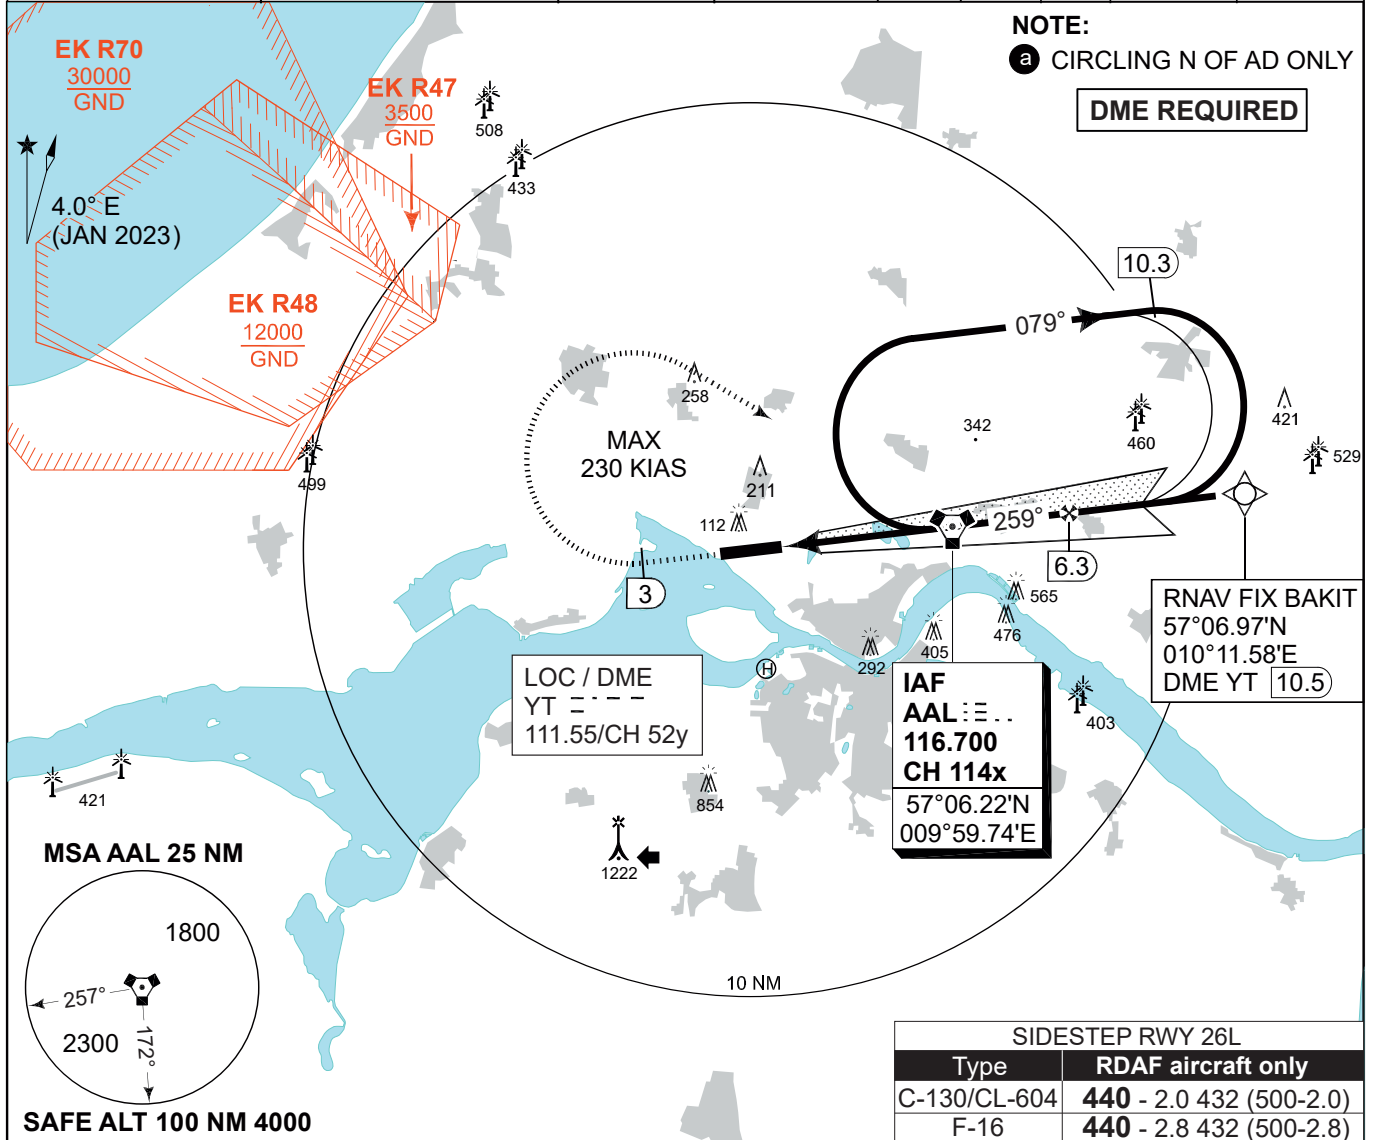 NOTE:
a CIRCLING N OF AD ONLY
DME REQUIRED
EK R70
30000
GND
EK R47
3500
GND
508
433
4.0° E
(JAN 2023)
EK R48
12000
GND
499
10.3
079°
258
MAX
230 KIAS
342
460
421
529
211
112
259°
6.3
3
565
476
405
292
RNAV FIX BAKIT
57°06.97'N
010°11.58'E
DME YT 10.5
H
LOC / DME
YT
111.55/CH 52y
IAF
AAL
116.700
CH 114x
57°06.22'N
009°59.74'E
403
421
854
1222
MSA AAL 25 NM
1800
257°
2300
172°
SAFE ALT 100 NM 4000
10 NM
SIDESTEP RWY 26L
Type RDAF aircraft only
C-130/CL-604 440 - 2.0 432 (500-2.0)
F-16 440 - 2.8 432 (500-2.8)